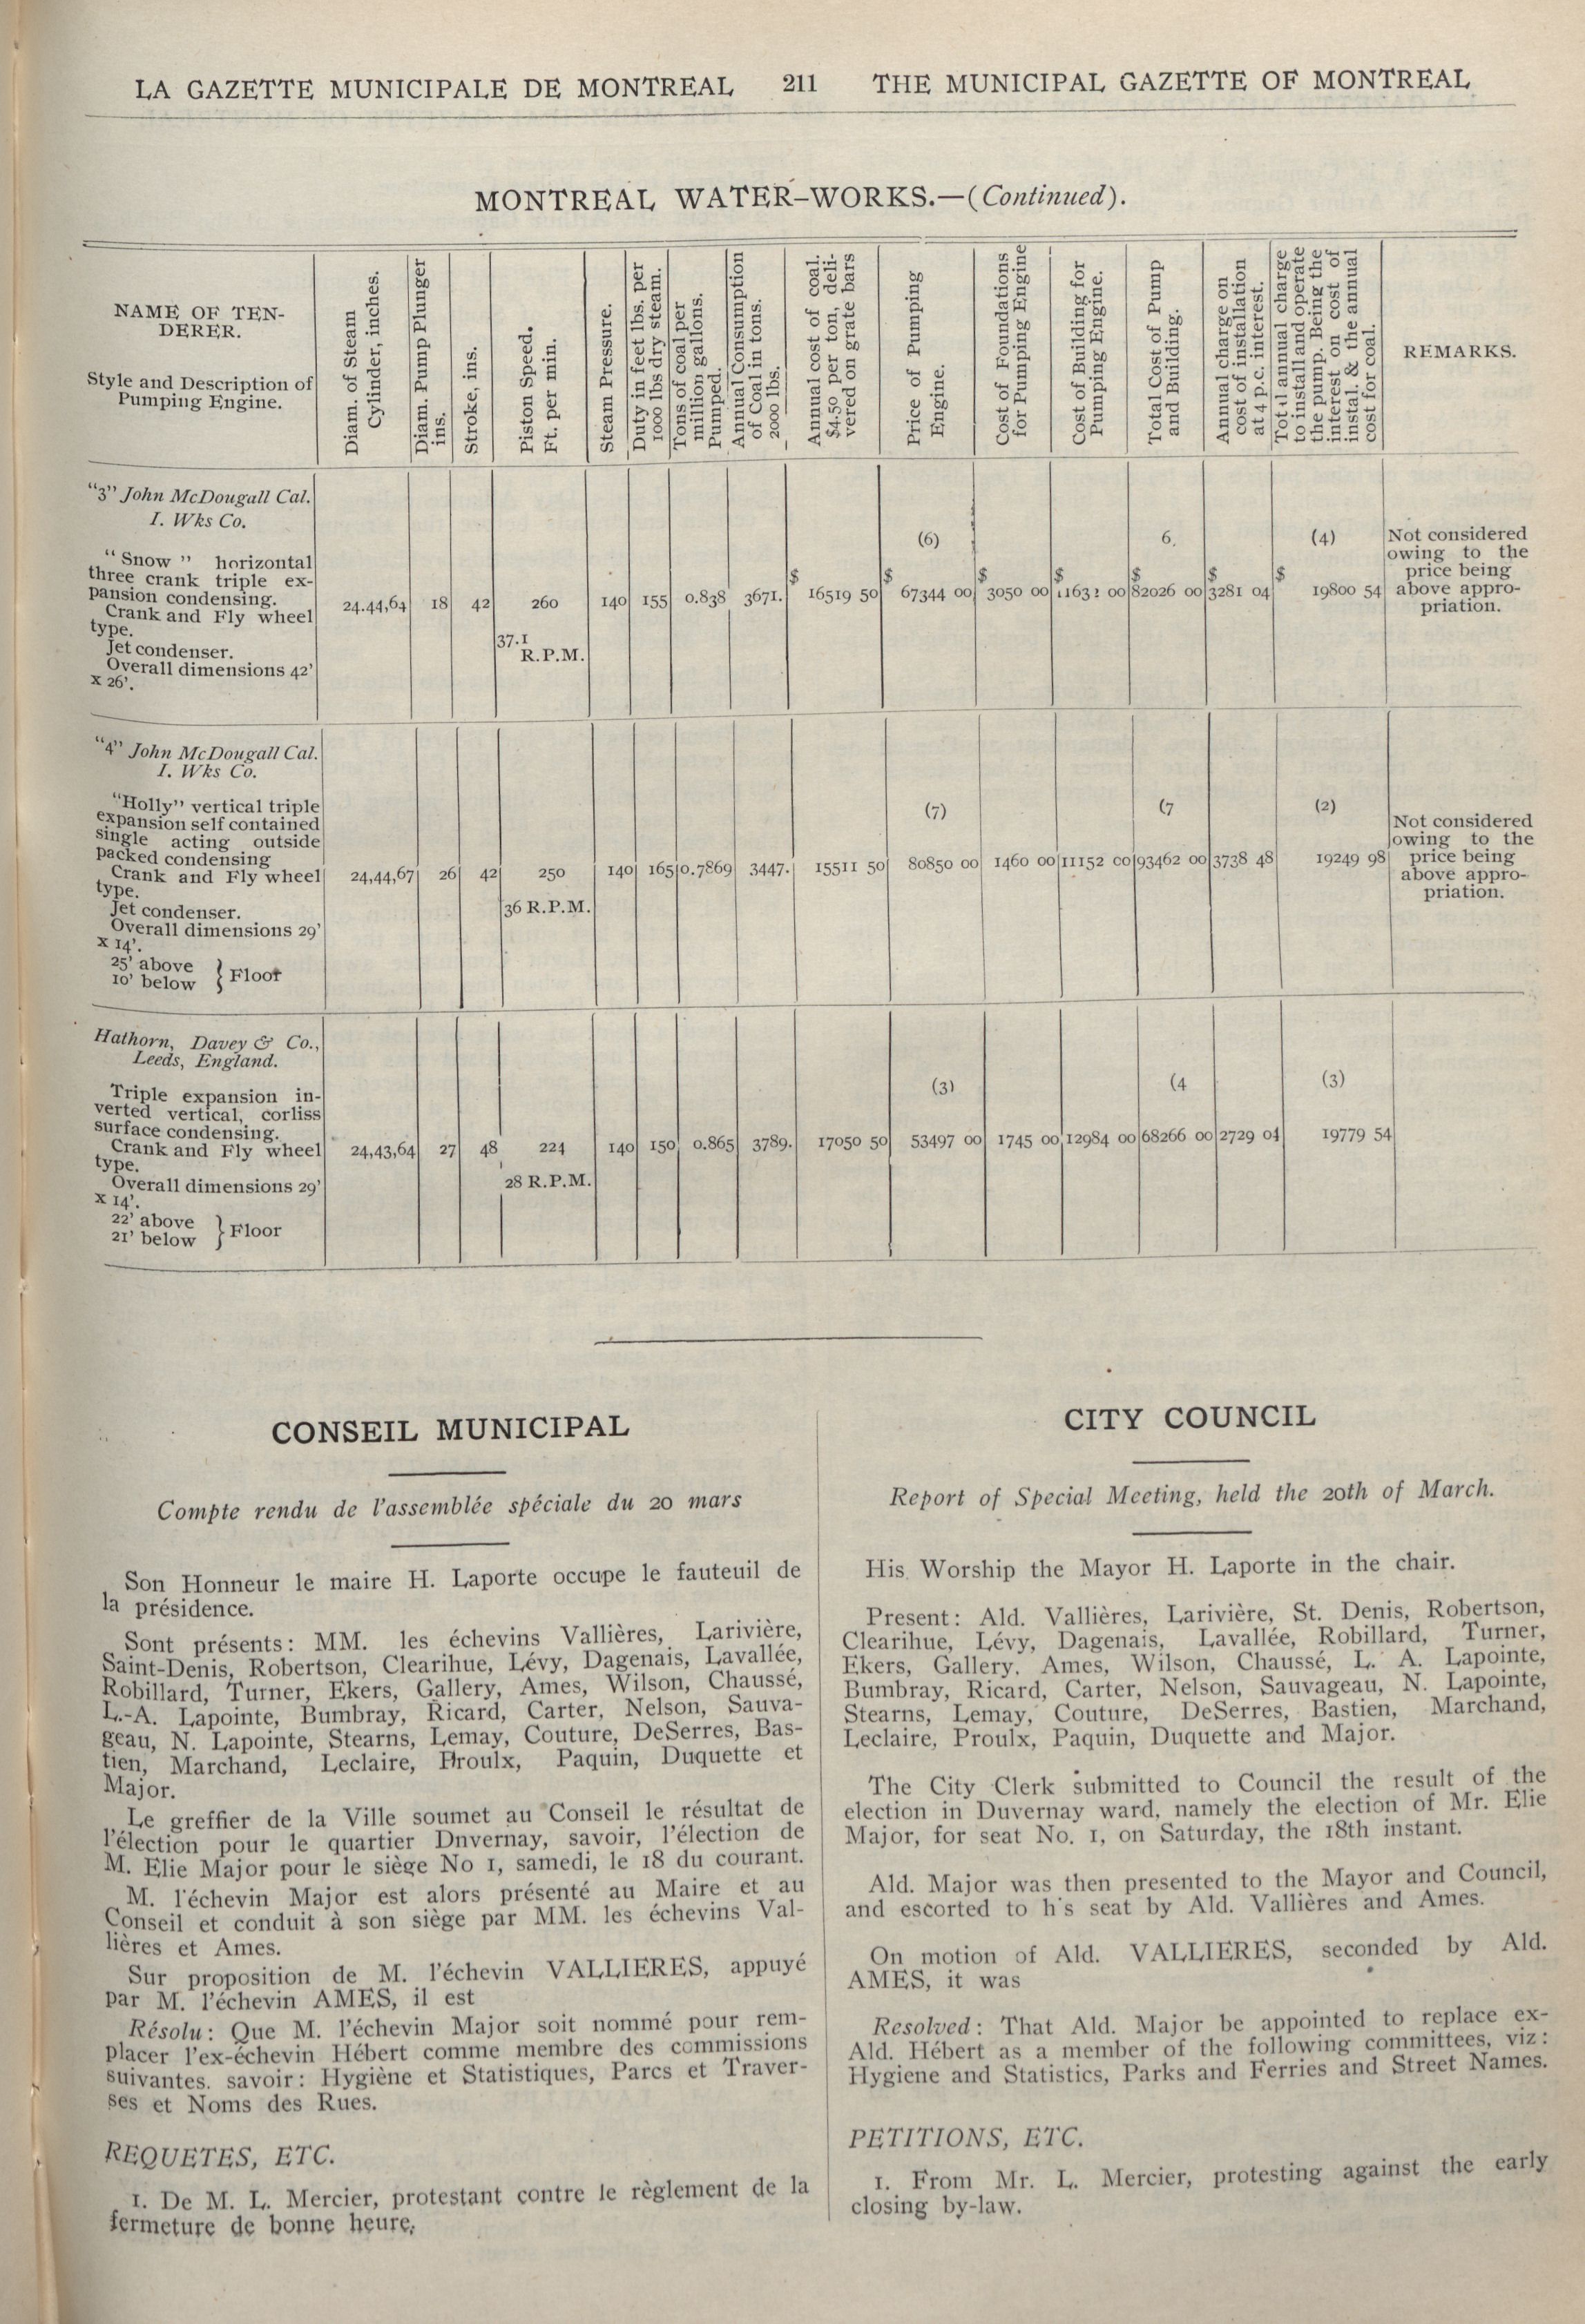 LA GAZETTE MUNICIPALE DE MONTREAL 211 THE MUNICIPAL GAZETTE OF MONTREAL
MONTREAL WATER-WORKS.—(Continued).
NAME OF TEN-
DERER.
Style and Description of
Pumping Engine.
Diam. of Steam
Cylinder, inches.
Diam. Pump Plunger
ins.
Stroke, ins.
Piston Speed.
Ft. per min.
Steam Pressure.
Duty in feet lbs. per
1000 lbs dry steam.
Tons of coal per
million gallons.
Pumped.
Annual Consumption
of Coal in tons.
2000 lbs.
Annual cost of coal.
$4.50 per ton, deli-
vered on grate bars
Price of Pumping
Engine.
Cost of Foundations
for Pumping Engine
Cost of Building for
Pumping Engine.
Total Cost of Pump
and Building.
Annual charge on
cost of installation
at 4 p.c. interest.
Total annual charge
to install and operate
the pump. Being the
interest on cost of
instal. & the annual
cost for coal.
REMARKS.
"3" John McDougall Cal.
I. Wks Co.
"Snow" horizontal
three crank triple ex-
pansion condensing.
Crank and Fly wheel
type.
Jet condenser.
Overall dimensions 42'
x 26'.
(6) 6. (4)
$ $ $ $ $ $ $
24.44,64 18 42 260 140 155 0.838 3671. 16519 50 67344 00 3050 00 11632 00 82026 00 3281 04 19800 54
37.1
R.P.M.
Not considered
owing to the
price being
above appro-
priation.
"4" John McDougall Cal.
I. Wks Co.
"Holly" vertical triple
expansion self contained
single acting outside
packed condensing
Crank and Fly wheel
type.
Jet condenser.
Overall dimensions 29'
x 14'.
25' above
10' below } Floor
(7) (7 (2)
24,44,67 26 42 250 140 165 0.7869 3447. 15511 50 80850 00 1460 00 11152 00 93462 00 3738 48 19249 98
36 R.P.M.
Not considered
owing to the
price being
above appro-
priation.
Hathorn, Davey & Co.,
Leeds, England.
Triple expansion in-
verted vertical, corliss
surface condensing.
Crank and Fly wheel
type.
Overall dimensions 29'
x 14'.
22' above
21' below } Floor
(3) (4 (3)
24,43,64 27 48 224 140 150 0.865 3789. 17050 50 53497 00 1745 00 12984 00 68266 00 2729 04 19779 54
28 R.P.M.
CONSEIL MUNICIPAL
Compte rendu de l'assemblée spéciale du 20 mars
Son Honneur le maire H. Laporte occupe le fauteuil de
la présidence.
Sont présents: MM. les échevins Vallières, Larivière,
Saint-Denis, Robertson, Clearihue, Lévy, Dagenais, Lavallée,
Robillard, Turner, Ekers, Gallery, Ames, Wilson, Chaussé,
L.-A. Lapointe, Bumbray, Ricard, Carter, Nelson, Sauva-
geau, N. Lapointe, Stearns, Lemay, Couture, DeSerres, Bas-
tien, Marchand, Leclaire, Proulx, Paquin, Duquette et
Major.
Le greffier de la Ville soumet au Conseil le résultat de
l'élection pour le quartier Dnvernay, savoir, l'élection de
M. Elie Major pour le siège No 1, samedi, le 18 du courant.
M. l'échevin Major est alors présenté au Maire et au
Conseil et conduit à son siège par MM. les échevins Val-
lières et Ames.
Sur proposition de M. l'échevin VALLIERES, appuyé
par M. l'échevin AMES, il est
Résolu: Que M. l'échevin Major soit nommé pour rem-
placer l'ex-échevin Hébert comme membre des commissions
suivantes. savoir: Hygiène et Statistiques, Parcs et Traver-
ses et Noms des Rues.
REQUETES, ETC.
1. De M. L. Mercier, protestant contre le règlement de la
fermeture de bonne heure.
CITY COUNCIL
Report of Special Meeting, held the 20th of March.
His Worship the Mayor H. Laporte in the chair.
Present: Ald. Vallières, Larivière, St. Denis, Robertson,
Clearihue, Lévy, Dagenais, Lavallée, Robillard, Turner,
Ekers, Gallery, Ames, Wilson, Chaussé, L. A. Lapointe,
Bumbray, Ricard, Carter, Nelson, Sauvageau, N. Lapointe,
Stearns, Lemay, Couture, DeSerres, Bastien, Marchand,
Leclaire, Proulx, Paquin, Duquette and Major.
The City Clerk submitted to Council the result of the
election in Duvernay ward, namely the election of Mr. Elie
Major, for seat No. 1, on Saturday, the 18th instant.
Ald. Major was then presented to the Mayor and Council,
and escorted to h's seat by Ald. Vallières and Ames.
On motion of Ald. VALLIERES, seconded by Ald.
AMES, it was
Resolved: That Ald. Major be appointed to replace ex-
Ald. Hébert as a member of the following committees, viz:
Hygiene and Statistics, Parks and Ferries and Street Names.
PETITIONS, ETC.
1. From Mr. L. Mercier, protesting against the early
closing by-law.